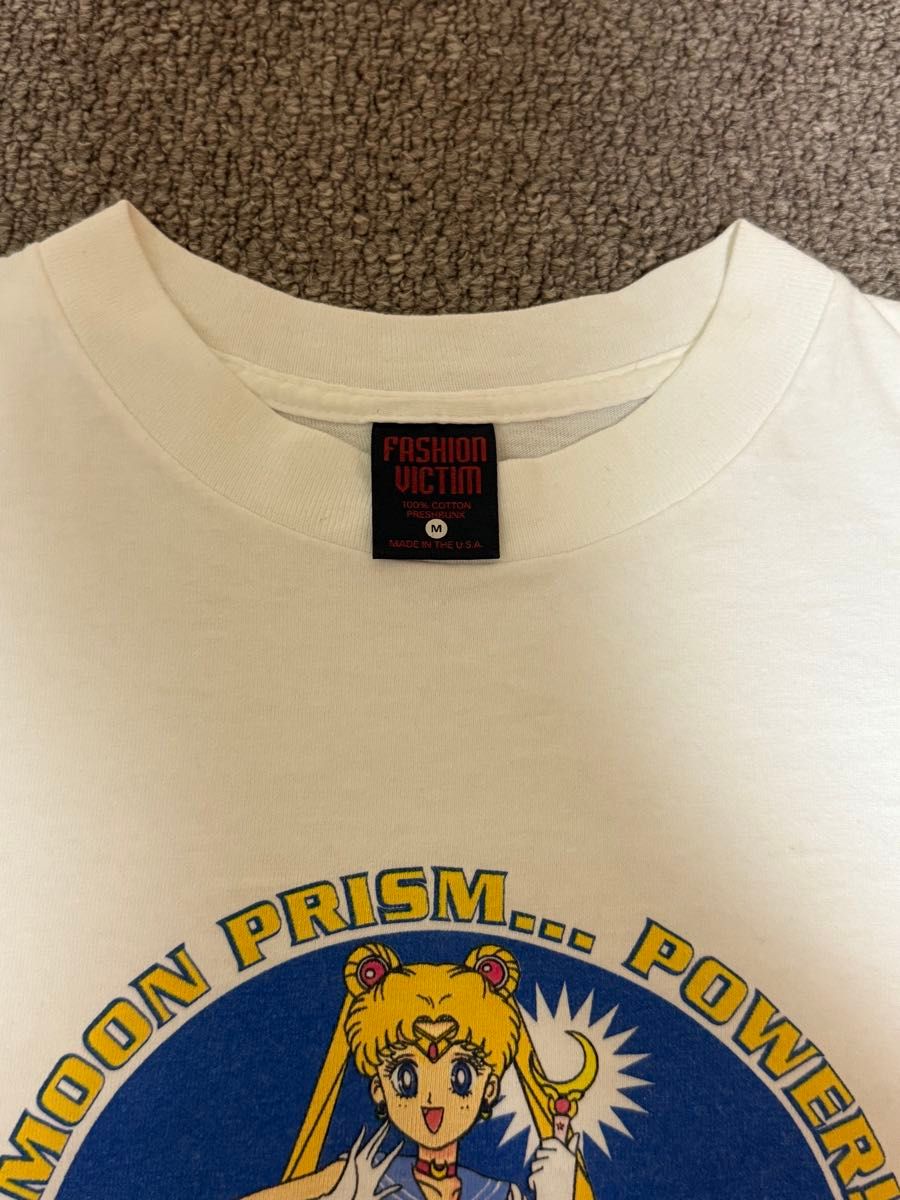 FASHION
VICTIM
100% COTTON
PRESHRUNK
M
MADE IN THE U.S.A.
MOON PRISM... POWER!